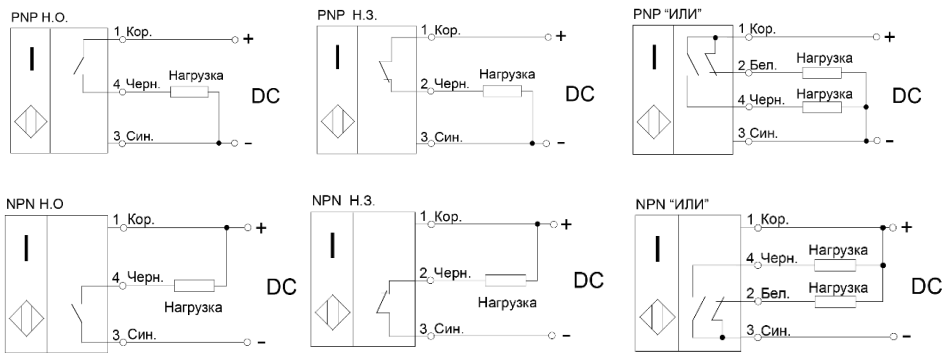 PNP Н.О.
1 Кор.
+
4 Черн.
Нагрузка
DC
3 Син.
-
PNP Н.З.
1 Кор.
+
2 Черн.
Нагрузка
DC
3 Син.
-
PNP “ИЛИ”
1 Кор.
+
2 Бел.
Нагрузка
4 Черн.
Нагрузка
DC
3 Син.
-
NPN Н.О
1 Кор.
+
4 Черн.
Нагрузка
DC
3 Син.
-
NPN Н.З.
1 Кор.
+
2 Черн.
Нагрузка
DC
3 Син.
-
NPN “ИЛИ”
1 Кор.
+
4 Черн.
Нагрузка
2 Бел.
Нагрузка
DC
3 Син.
-